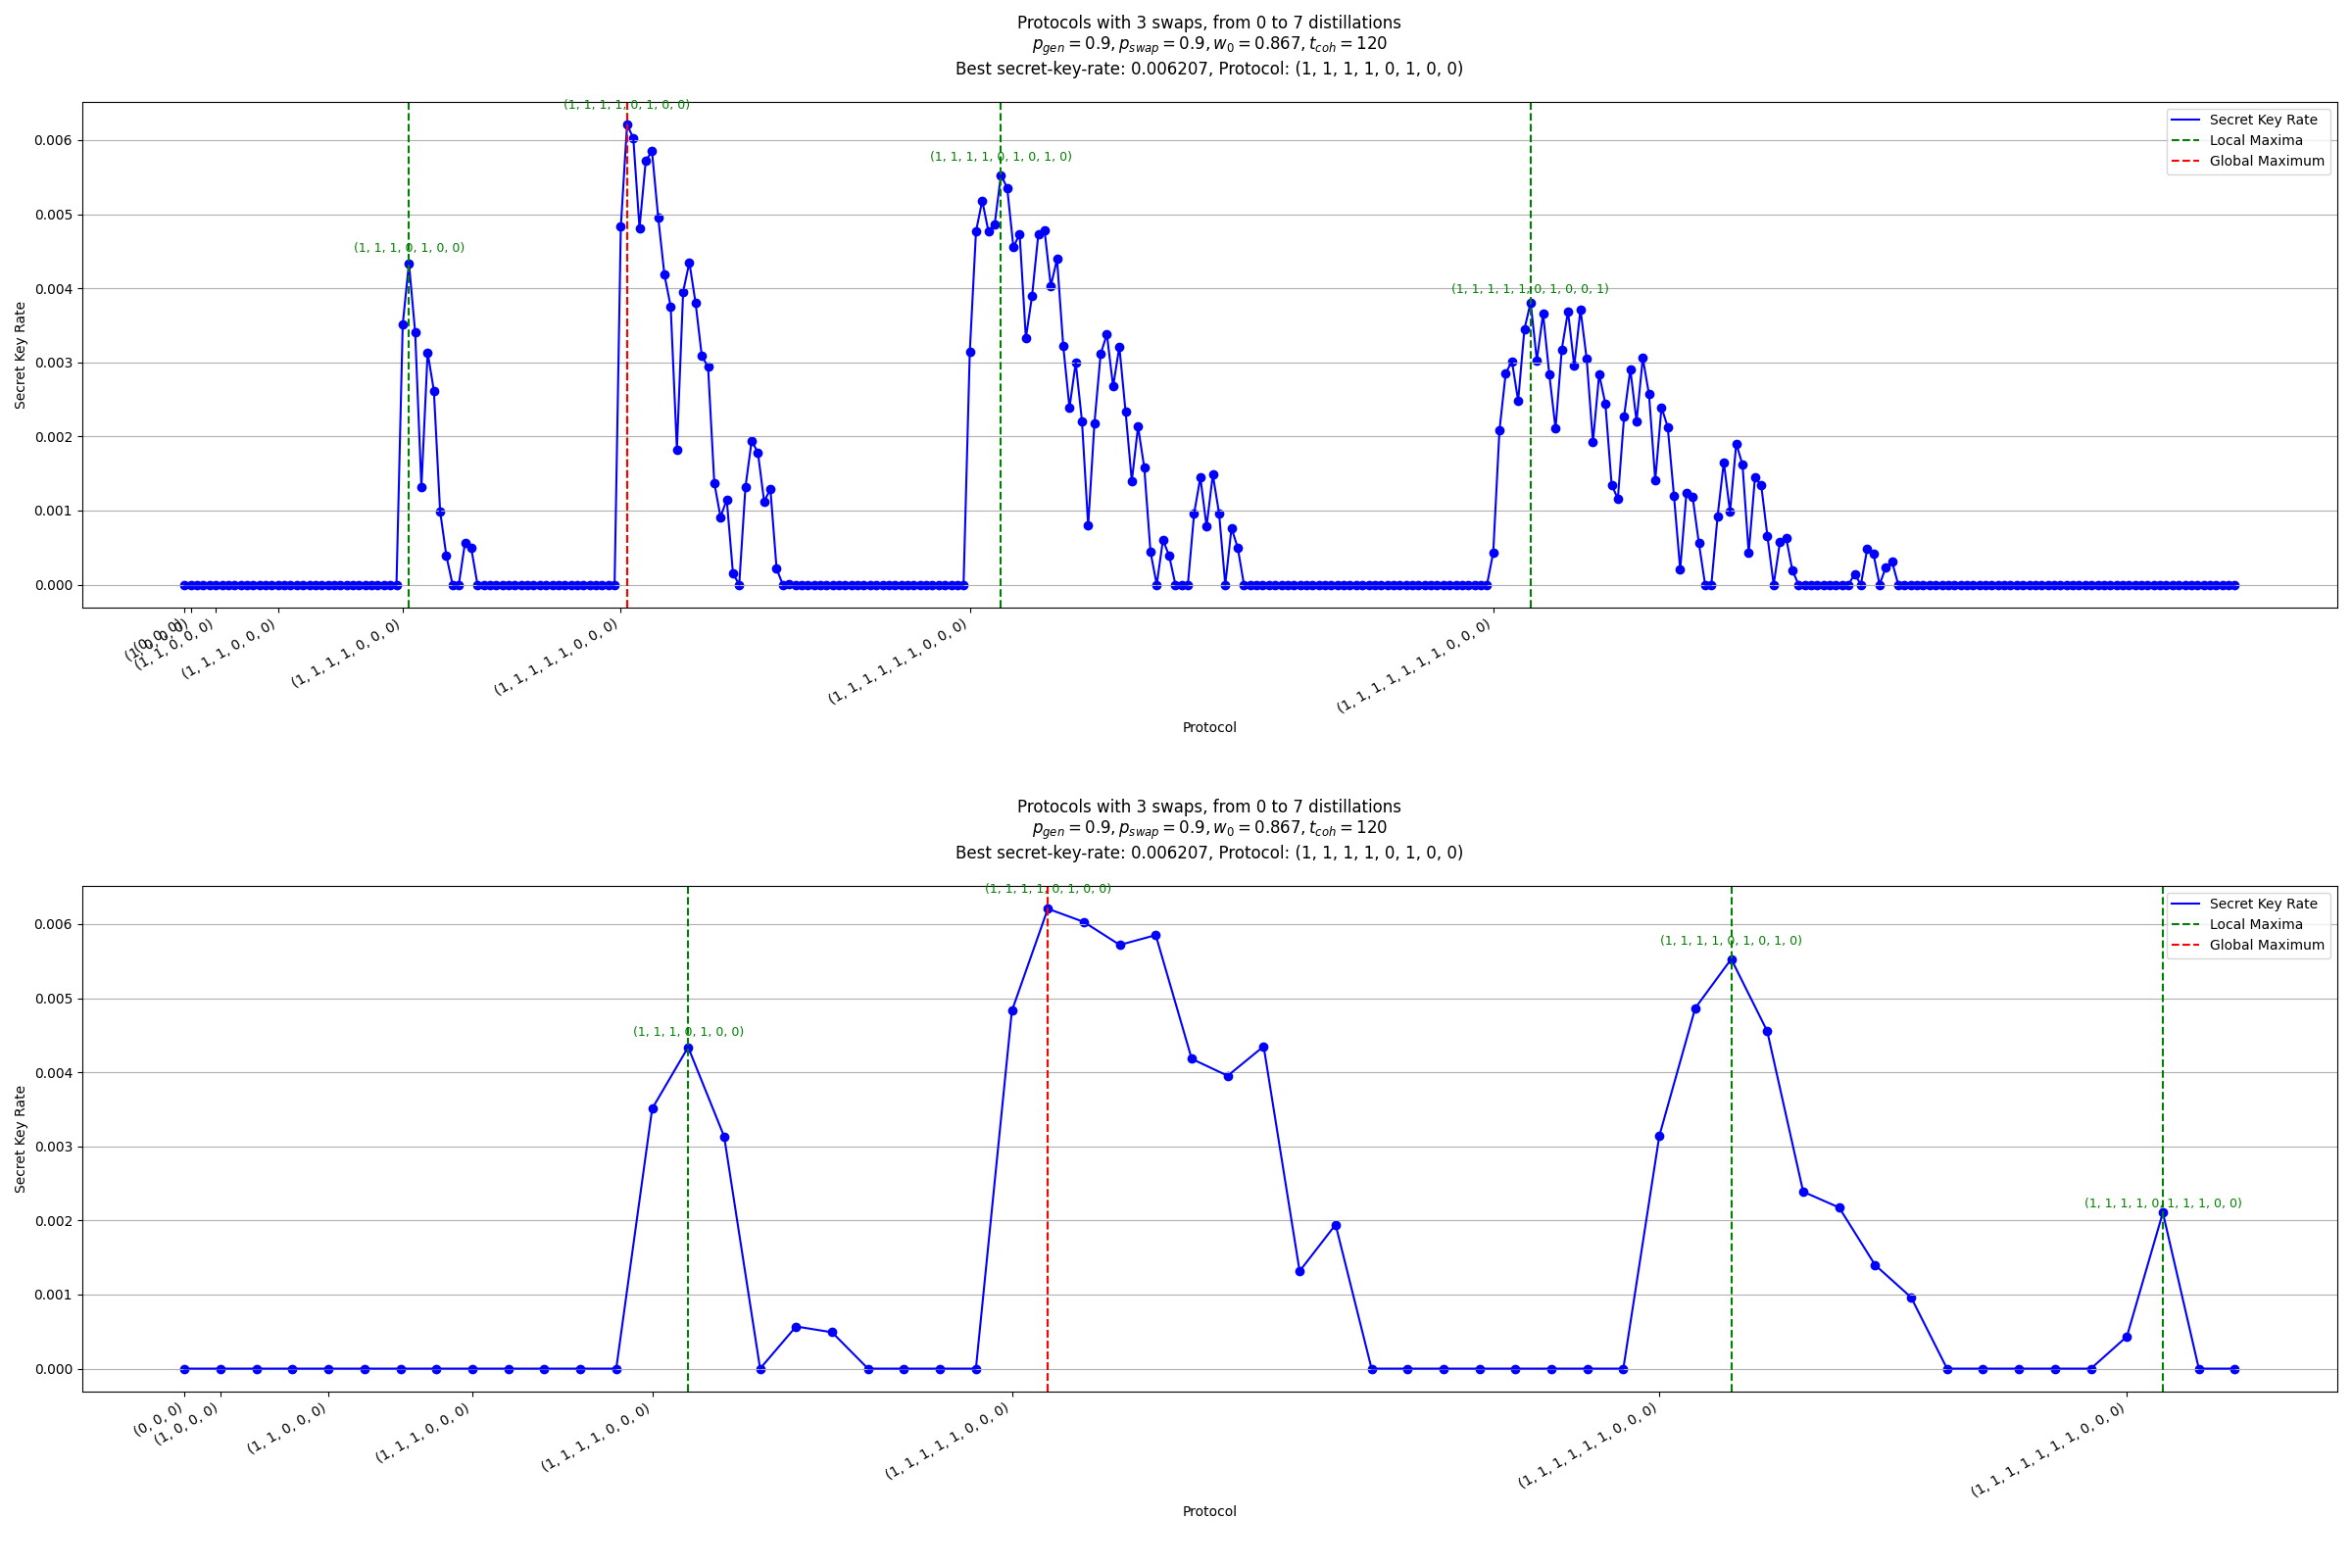 Protocols with 3 swaps, from 0 to 7 distillations
p_gen = 0.9, p_swap = 0.9, w_0 = 0.867, t_coh = 120
Best secret-key-rate: 0.006207, Protocol: (1, 1, 1, 1, 0, 1, 0, 0)
Secret Key Rate
0.006
0.005
0.004
0.003
0.002
0.001
0.000
(1, 1, 1, 0, 1, 0, 0)
(1, 1, 1, 1, 0, 1, 0, 0)
(1, 1, 1, 1, 0, 1, 0, 1, 0)
(1, 1, 1, 1, 1, 0, 1, 0, 0, 1)
Secret Key Rate
Local Maxima
Global Maximum
(0, 0, 0)
(1, 0, 0, 0)
(1, 1, 0, 0, 0)
(1, 1, 1, 0, 0, 0)
(1, 1, 1, 1, 0, 0, 0)
(1, 1, 1, 1, 1, 0, 0, 0)
(1, 1, 1, 1, 1, 1, 0, 0, 0)
(1, 1, 1, 1, 1, 1, 1, 0, 0, 0)
Protocol
Protocols with 3 swaps, from 0 to 7 distillations
p_gen = 0.9, p_swap = 0.9, w_0 = 0.867, t_coh = 120
Best secret-key-rate: 0.006207, Protocol: (1, 1, 1, 1, 0, 1, 0, 0)
Secret Key Rate
0.006
0.005
0.004
0.003
0.002
0.001
0.000
(1, 1, 1, 0, 1, 0, 0)
(1, 1, 1, 1, 0, 1, 0, 0)
(1, 1, 1, 1, 0, 1, 0, 1, 0)
(1, 1, 1, 1, 0, 1, 1, 1, 0, 0)
Secret Key Rate
Local Maxima
Global Maximum
(0, 0, 0)
(1, 0, 0, 0)
(1, 1, 0, 0, 0)
(1, 1, 1, 0, 0, 0)
(1, 1, 1, 1, 0, 0, 0)
(1, 1, 1, 1, 1, 0, 0, 0)
(1, 1, 1, 1, 1, 1, 0, 0, 0)
(1, 1, 1, 1, 1, 1, 1, 0, 0, 0)
Protocol